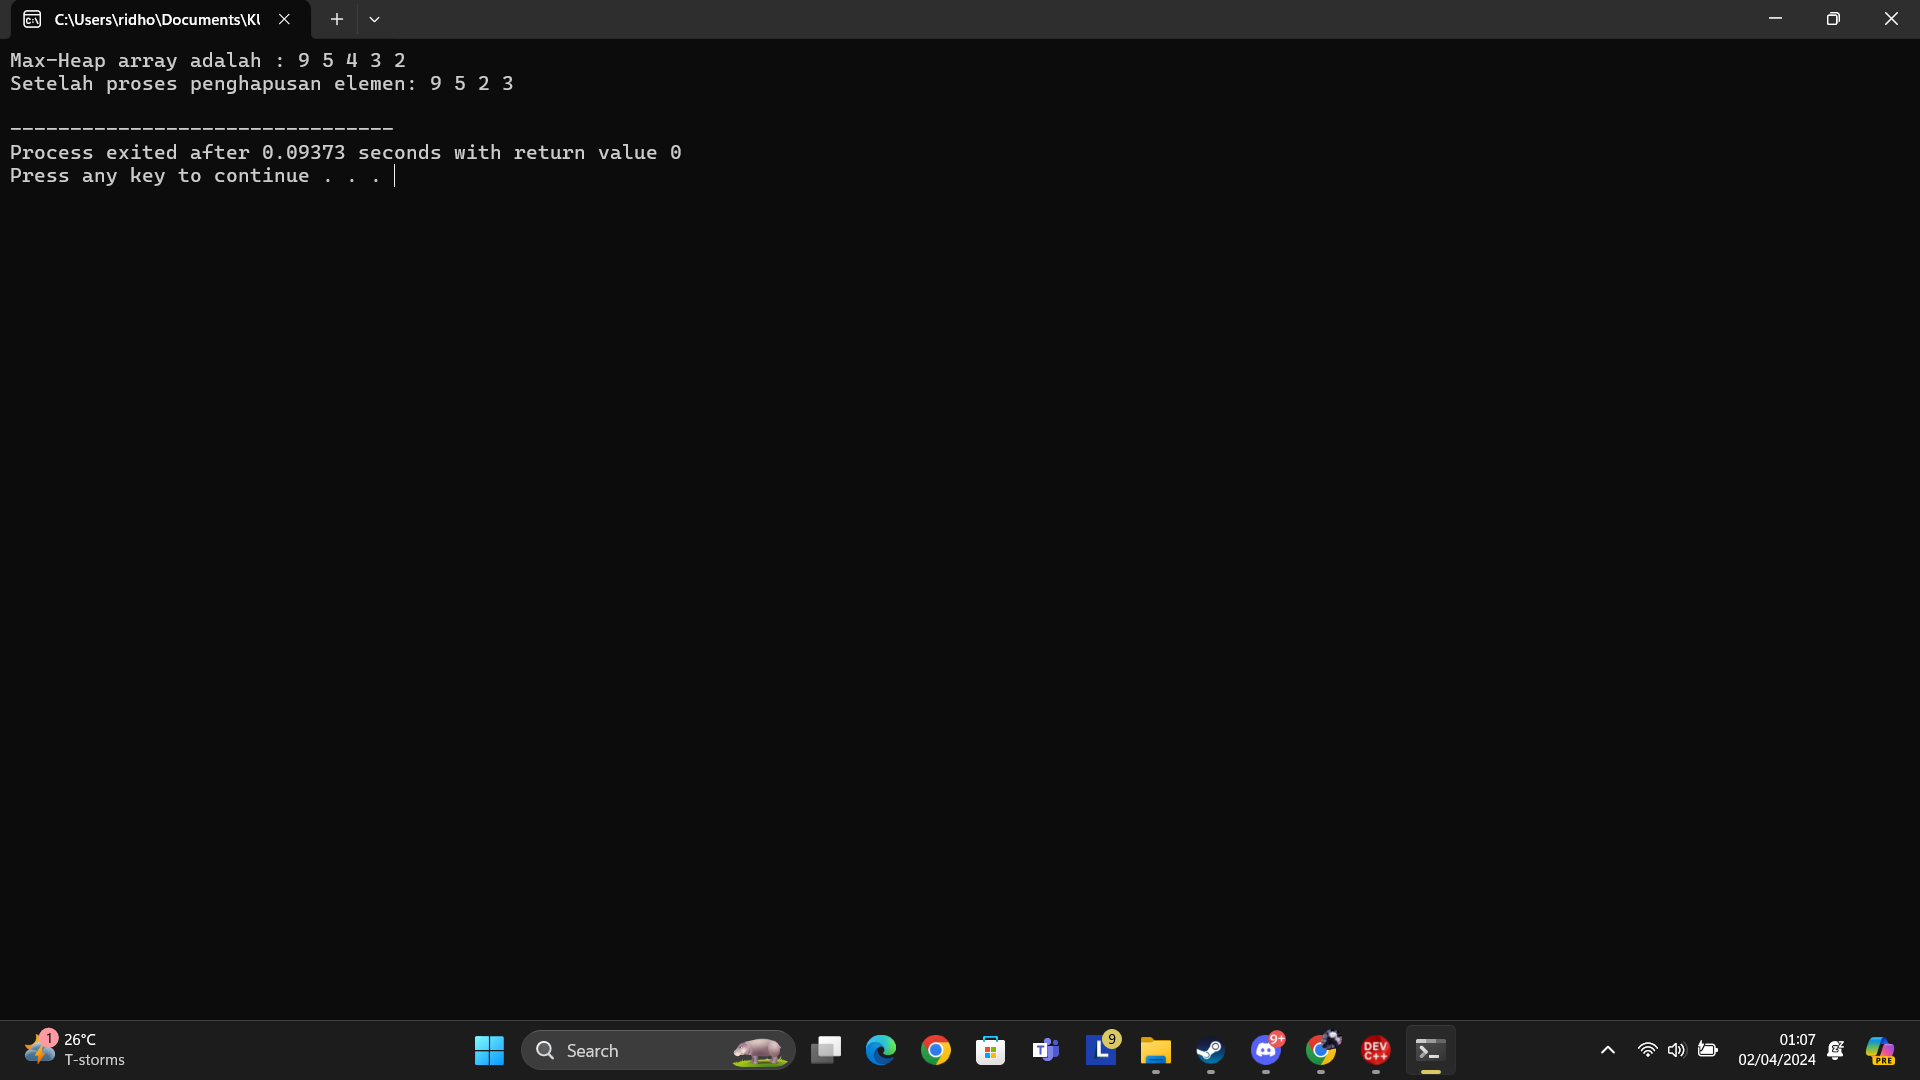 C:\Users\ridho\Documents\KU
Max-Heap array adalah : 9 5 4 3 2
Setelah proses penghapusan elemen: 9 5 2 3
--------------------------------
Process exited after 0.09373 seconds with return value 0
Press any key to continue . . .
1
26°C
T-storms
Search
9
9+
DEV
C++
01:07
02/04/2024
PRE